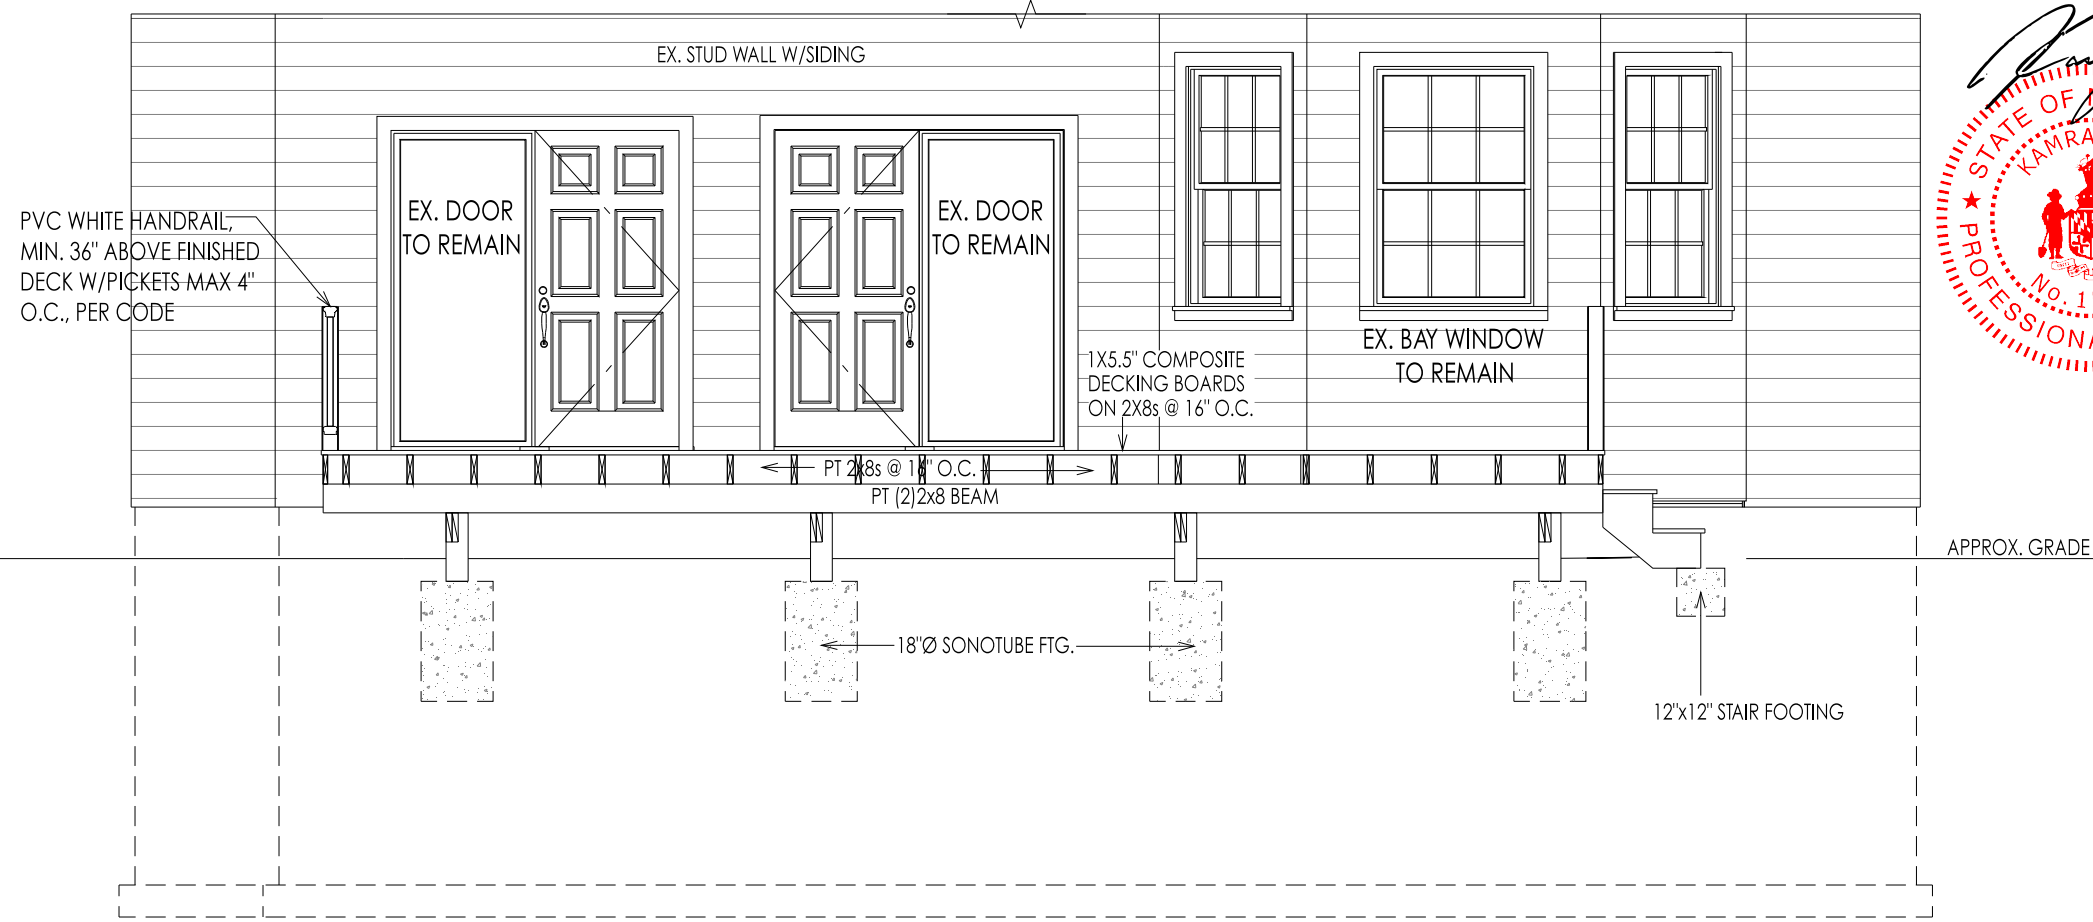 EX. STUD WALL W/SIDING
EX. DOOR
TO REMAIN
EX. DOOR
TO REMAIN
PVC WHITE HANDRAIL,
MIN. 36" ABOVE FINISHED
DECK W/PICKETS MAX 4"
O.C., PER CODE
EX. BAY WINDOW
TO REMAIN
1X5.5" COMPOSITE
DECKING BOARDS
ON 2X8s @ 16" O.C.
PT 2x8s @ 16" O.C.
PT (2)2x8 BEAM
APPROX. GRADE
18"Ø SONOTUBE FTG.
12"x12" STAIR FOOTING
STATE OF
KAMRA
No. 1
PROFESSIONA